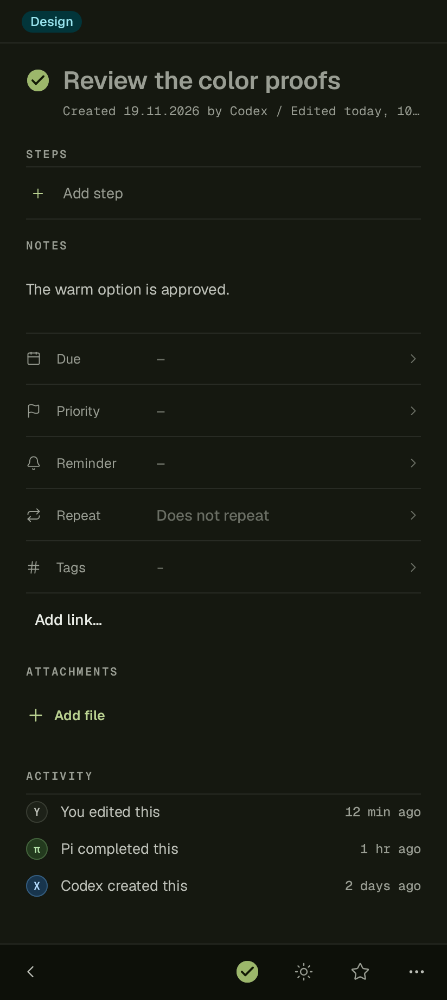 Design
Review the color proofs
Created 19.11.2026 by Codex / Edited today, 10…
STEPS
+ Add step
NOTES
The warm option is approved.
Due –
Priority –
Reminder –
Repeat Does not repeat
# Tags –
Add link…
ATTACHMENTS
+ Add file
ACTIVITY
Y You edited this 12 min ago
π Pi completed this 1 hr ago
X Codex created this 2 days ago